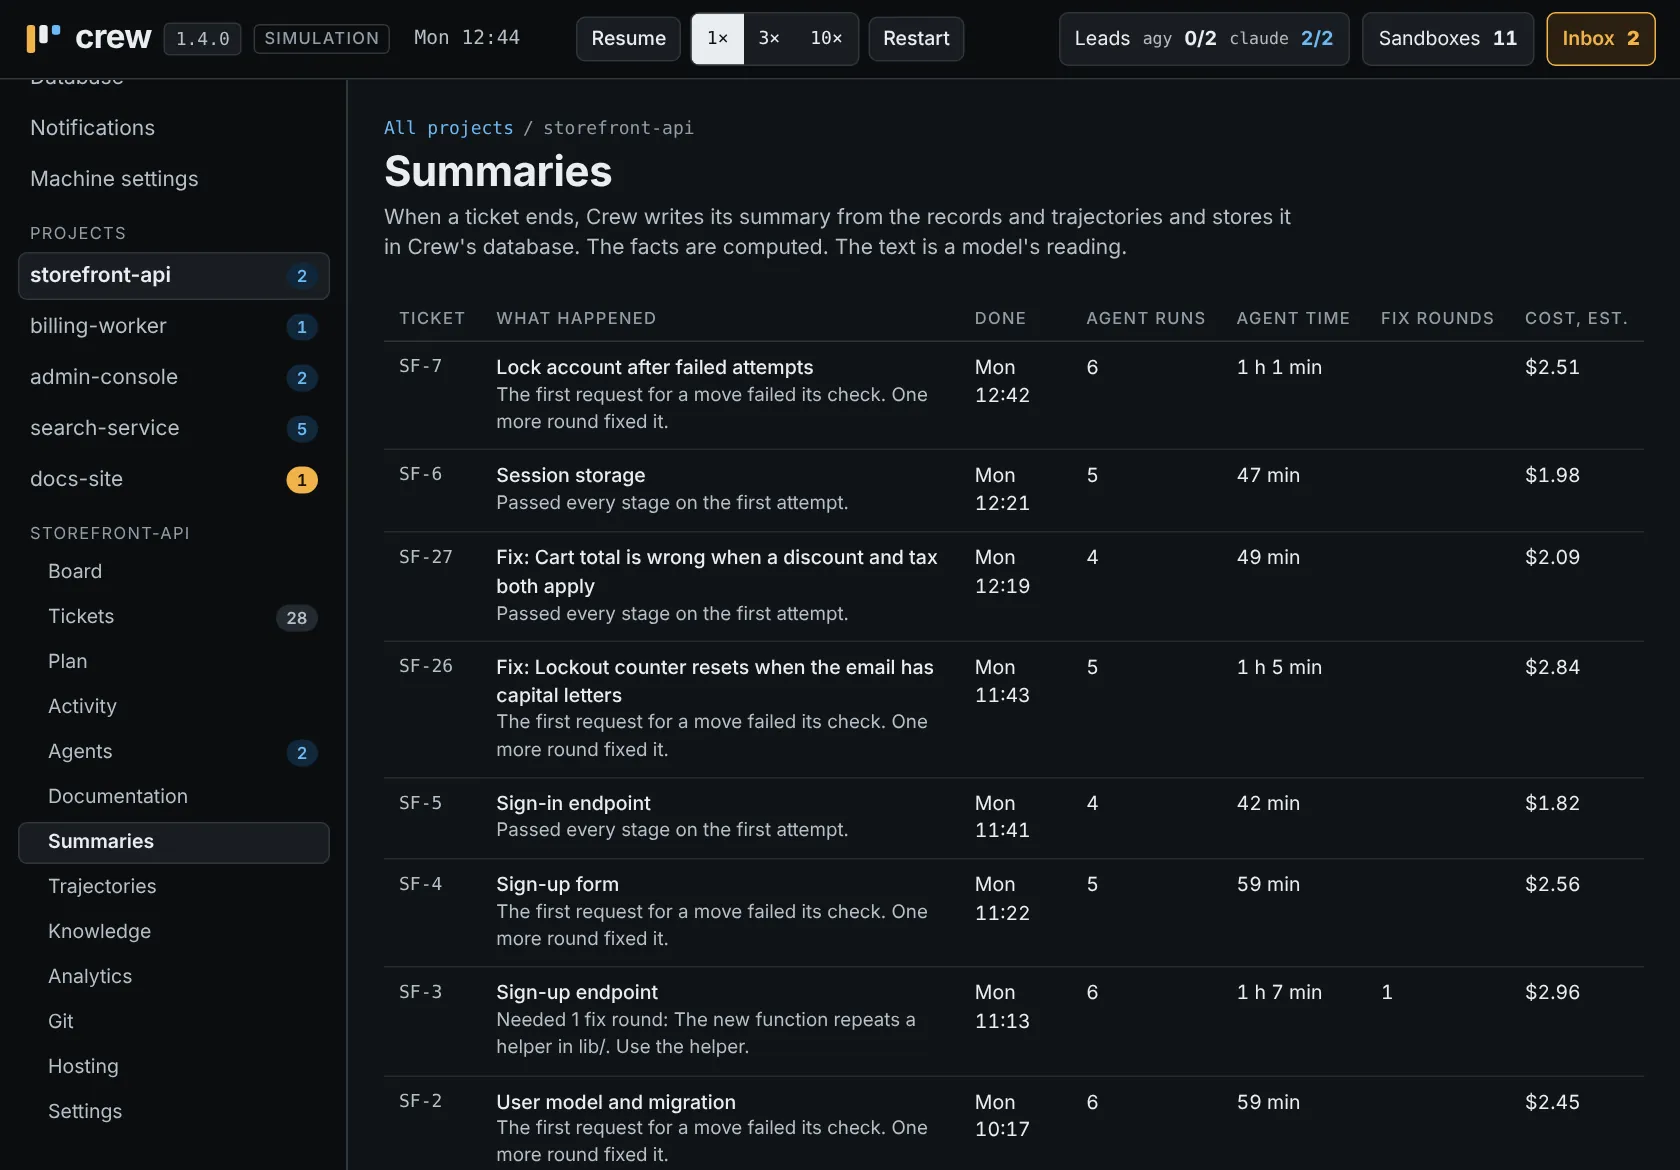 crew 1.4.0 SIMULATION Mon 12:44 Resume 1× 3× 10× Restart Leads agy 0/2 claude 2/2 Sandboxes 11 Inbox 2
Database
Notifications
Machine settings
PROJECTS
storefront-api 2
billing-worker 1
admin-console 2
search-service 5
docs-site 1
STOREFRONT-API
Board
Tickets 28
Plan
Activity
Agents 2
Documentation
Summaries
Trajectories
Knowledge
Analytics
Git
Hosting
Settings
All projects / storefront-api
Summaries
When a ticket ends, Crew writes its summary from the records and trajectories and stores it
in Crew's database. The facts are computed. The text is a model's reading.
TICKET WHAT HAPPENED DONE AGENT RUNS AGENT TIME FIX ROUNDS COST, EST.
SF-7 Lock account after failed attempts Mon 6 1 h 1 min $2.51
The first request for a move failed its check. One 12:42
more round fixed it.
SF-6 Session storage Mon 5 47 min $1.98
Passed every stage on the first attempt. 12:21
SF-27 Fix: Cart total is wrong when a discount and tax Mon 4 49 min $2.09
both apply 12:19
Passed every stage on the first attempt.
SF-26 Fix: Lockout counter resets when the email has Mon 5 1 h 5 min $2.84
capital letters 11:43
The first request for a move failed its check. One
more round fixed it.
SF-5 Sign-in endpoint Mon 4 42 min $1.82
Passed every stage on the first attempt. 11:41
SF-4 Sign-up form Mon 5 59 min $2.56
The first request for a move failed its check. One 11:22
more round fixed it.
SF-3 Sign-up endpoint Mon 6 1 h 7 min 1 $2.96
Needed 1 fix round: The new function repeats a 11:13
helper in lib/. Use the helper.
SF-2 User model and migration Mon 6 59 min $2.45
The first request for a move failed its check. One 10:17
more round fixed it.